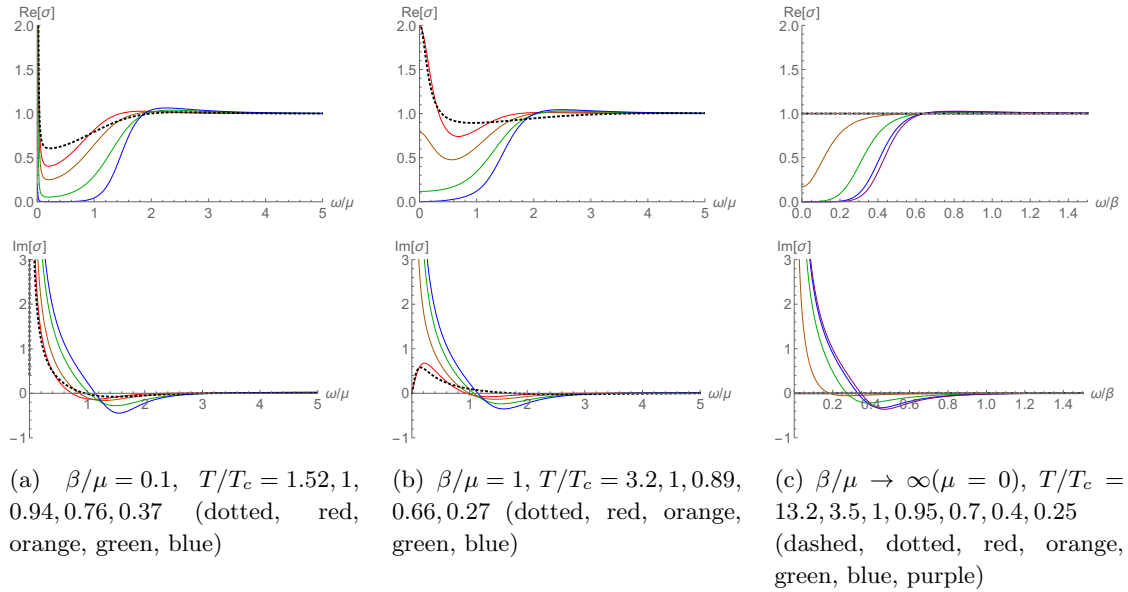 Re[σ]
2.0
1.5
1.0
0.5
0.0
0 1 2 3 4 5
ω/μ
Re[σ]
2.0
1.5
1.0
0.5
0.0
0 1 2 3 4 5
ω/μ
Re[σ]
2.0
1.5
1.0
0.5
0.0
0.0 0.2 0.4 0.6 0.8 1.0 1.2 1.4
ω/β
Im[σ]
3
2
1
0
−1
1 2 3 4 5
ω/μ
Im[σ]
3
2
1
0
−1
1 2 3 4 5
ω/μ
Im[σ]
3
2
1
0
−1
0.2 0.4 0.6 0.8 1.0 1.2 1.4
ω/β
(a) β/μ = 0.1, T/T_c = 1.52, 1,
0.94, 0.76, 0.37 (dotted, red,
orange, green, blue)
(b) β/μ = 1, T/T_c = 3.2, 1, 0.89,
0.66, 0.27 (dotted, red, orange,
green, blue)
(c) β/μ → ∞(μ = 0), T/T_c =
13.2, 3.5, 1, 0.95, 0.7, 0.4, 0.25
(dashed, dotted, red, orange,
green, blue, purple)